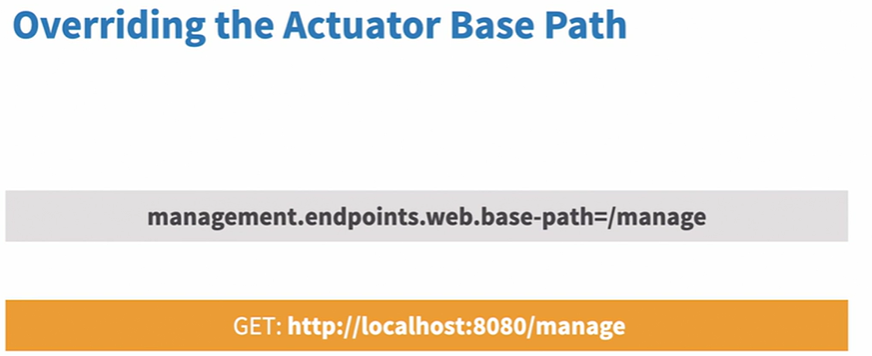 Overriding the Actuator Base Path
management.endpoints.web.base-path=/manage
GET: http://localhost:8080/manage